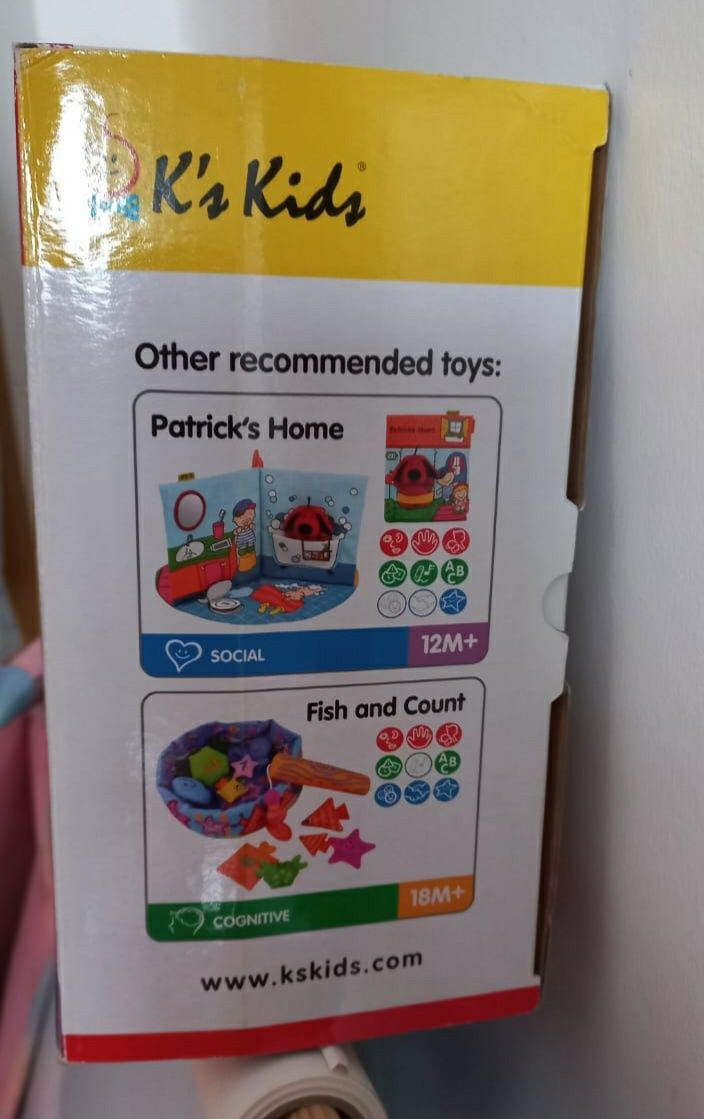 K's Kids®
Other recommended toys:
Patrick's Home
A B C
SOCIAL
12M+
Fish and Count
A B C
COGNITIVE
18M+
www.kskids.com